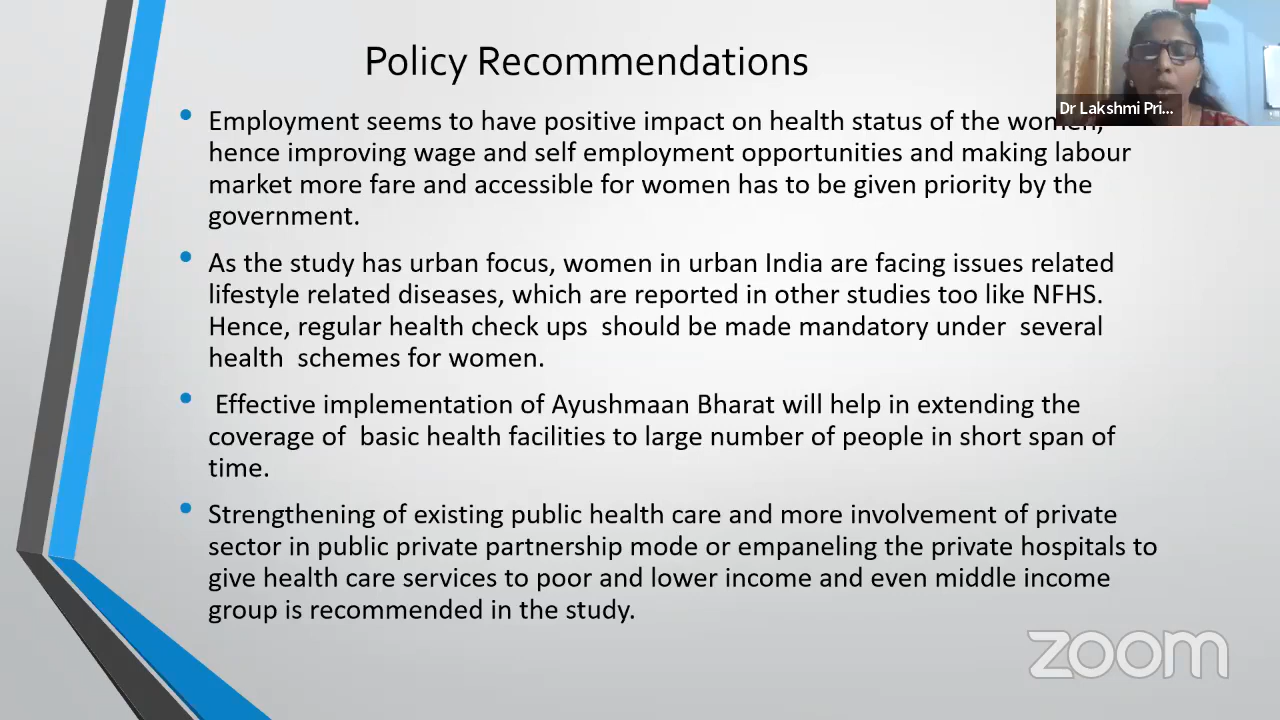 Policy Recommendations
Dr Lakshmi Pri...
• Employment seems to have positive impact on health status of the women,
hence improving wage and self employment opportunities and making labour
market more fare and accessible for women has to be given priority by the
government.
• As the study has urban focus, women in urban India are facing issues related
lifestyle related diseases, which are reported in other studies too like NFHS.
Hence, regular health check ups  should be made mandatory under  several
health  schemes for women.
• Effective implementation of Ayushmaan Bharat will help in extending the
coverage of  basic health facilities to large number of people in short span of
time.
• Strengthening of existing public health care and more involvement of private
sector in public private partnership mode or empaneling the private hospitals to
give health care services to poor and lower income and even middle income
group is recommended in the study.
zoom